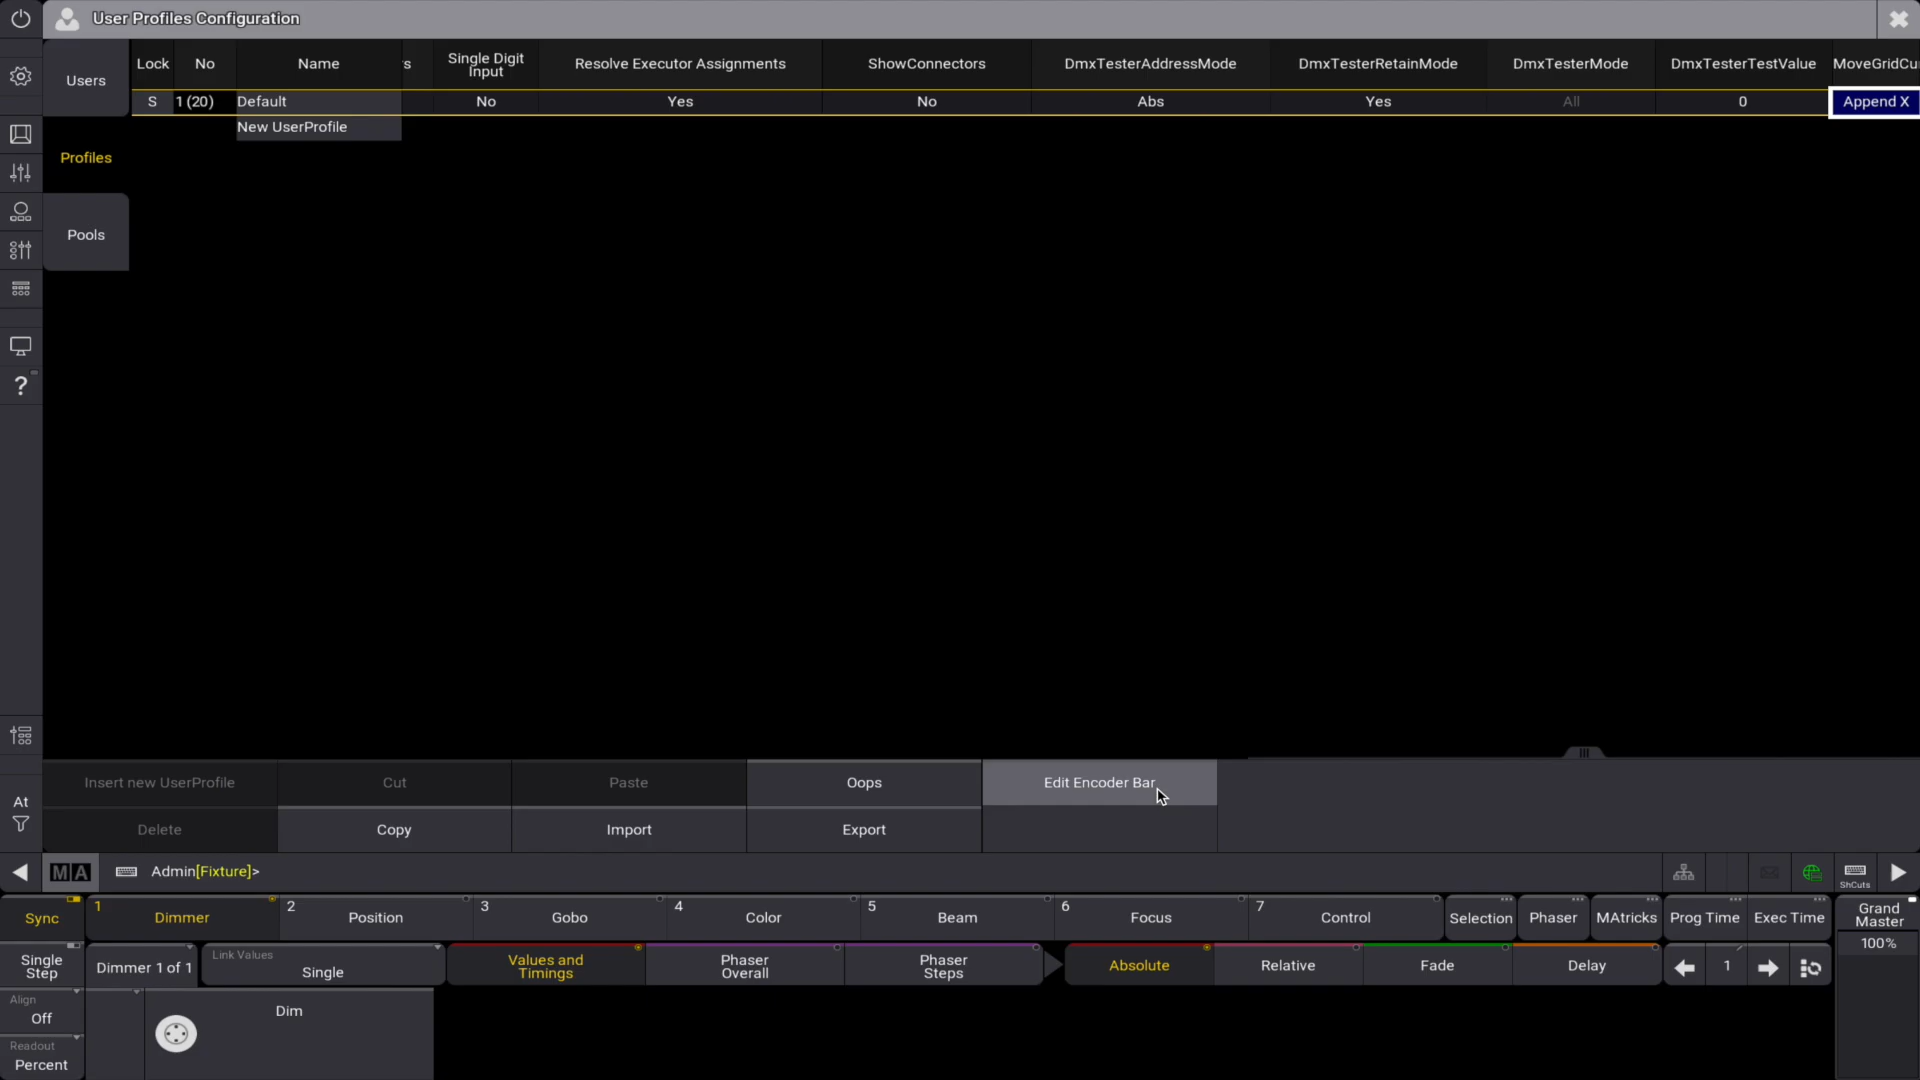 User Profiles Configuration
Users
Profiles
Pools
Lock No Name rs Single Digit Input Resolve Executor Assignments ShowConnectors DmxTesterAddressMode DmxTesterRetainMode DmxTesterMode DmxTesterTestValue MoveGridCu
S 1 (20) Default No Yes No Abs Yes All 0 Append X
New UserProfile
?
At
Insert new UserProfile Cut Paste Oops Edit Encoder Bar
Delete Copy Import Export
MA Admin[Fixture]> ShCuts
Sync 1 Dimmer 2 Position 3 Gobo 4 Color 5 Beam 6 Focus 7 Control Selection Phaser MAtricks Prog Time Exec Time Grand Master
100%
Single Step Dimmer 1 of 1 Link Values Single Values and Timings Phaser Overall Phaser Steps Absolute Relative Fade Delay 1
Align Off
Dim
Readout Percent